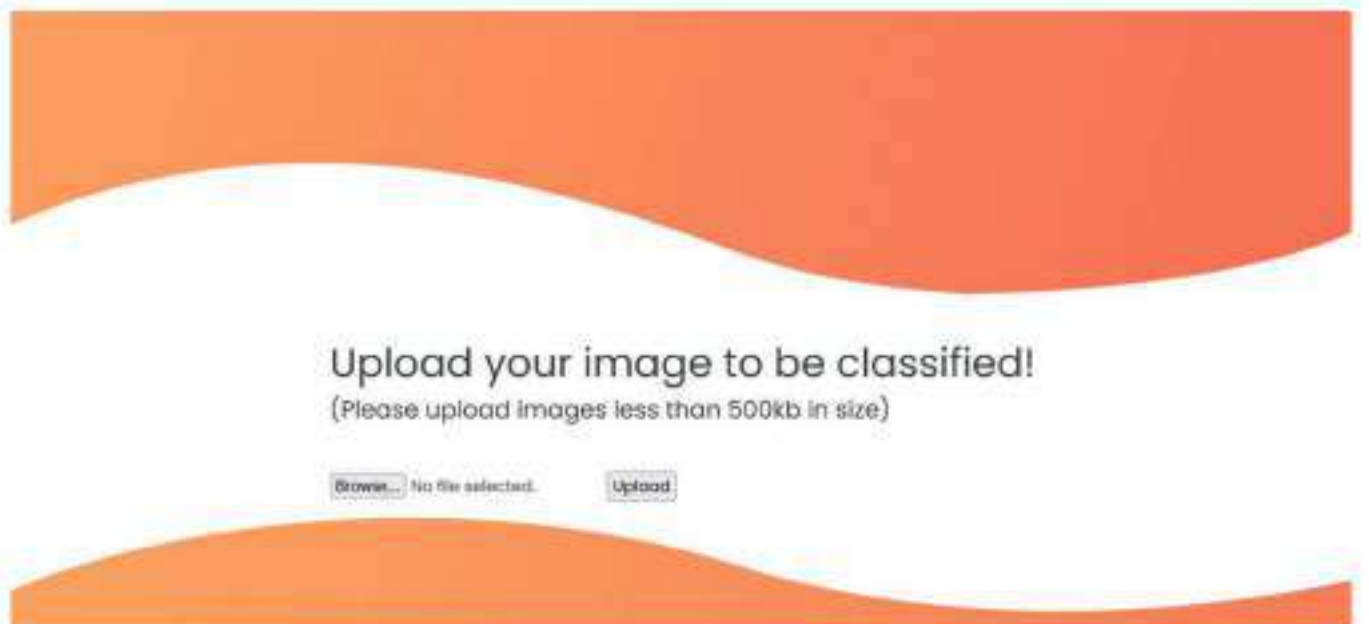 Upload your image to be classified!
(Please upload images less than 500kb in size)
Browse... No file selected. Upload